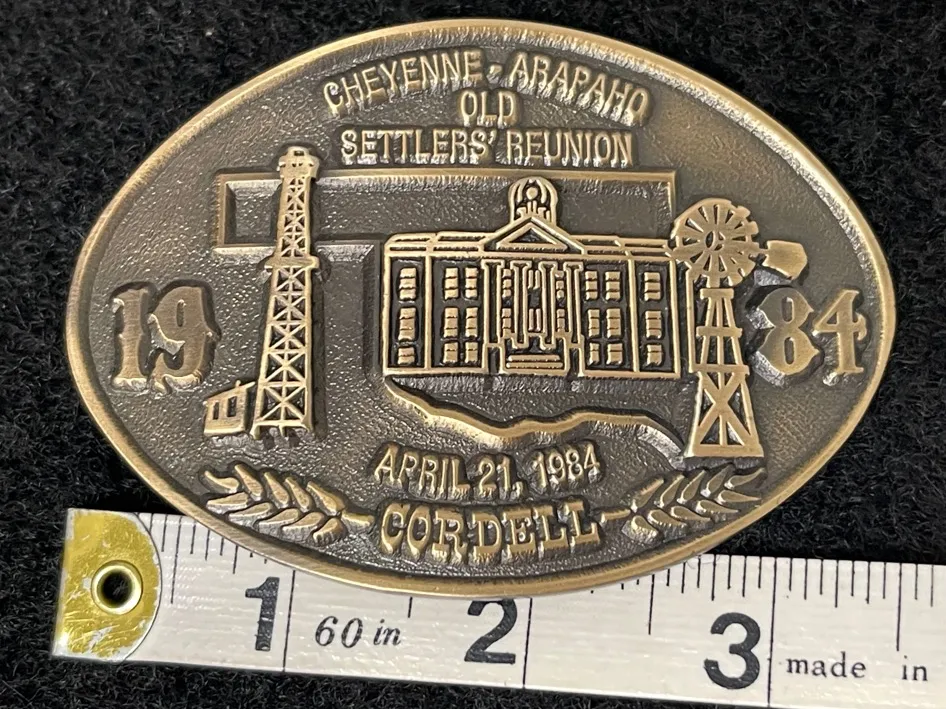 CHEYENNE - ARAPAHO
OLD
SETTLERS' REUNION
19 84
APRIL 21, 1984
CORDELL
1 60 in 2 3 made in